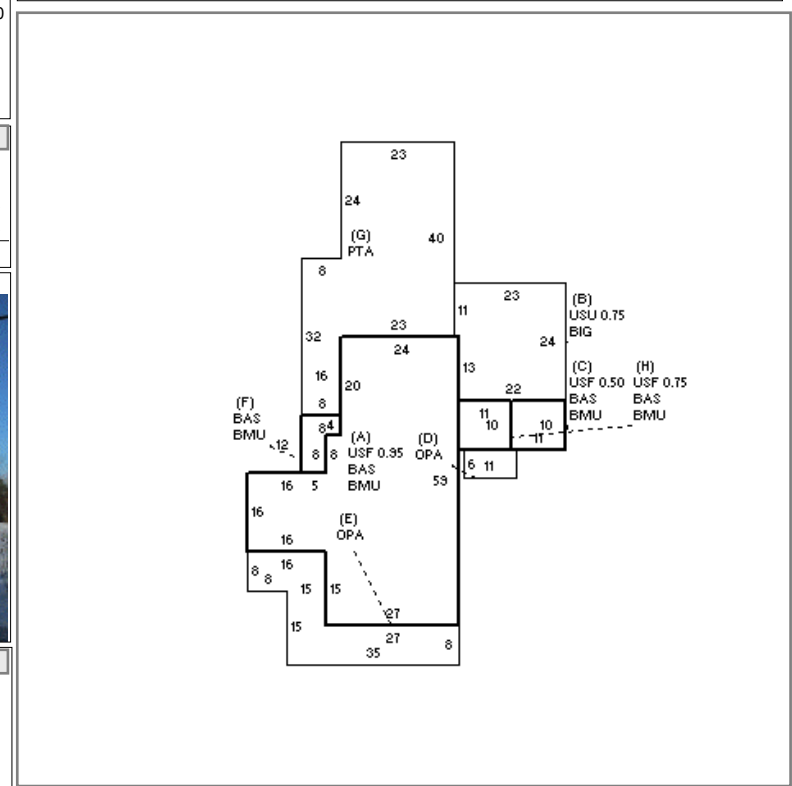 0
23
24
(G)
PTA
40
8
23
11
(B)
USU 0.75
BIG
24
32
23
24
13
(C)
USF 0.50
BAS
BMU
(H)
USF 0.75
BAS
BMU
16
20
22
8
(F)
BAS
BMU
11
10
10
11
8
4
12
(A)
USF 0.95
BAS
BMU
(D)
OPA
8
8
6
11
59
16
5
16
(E)
OPA
16
16
8
8
15
15
27
15
27
8
35